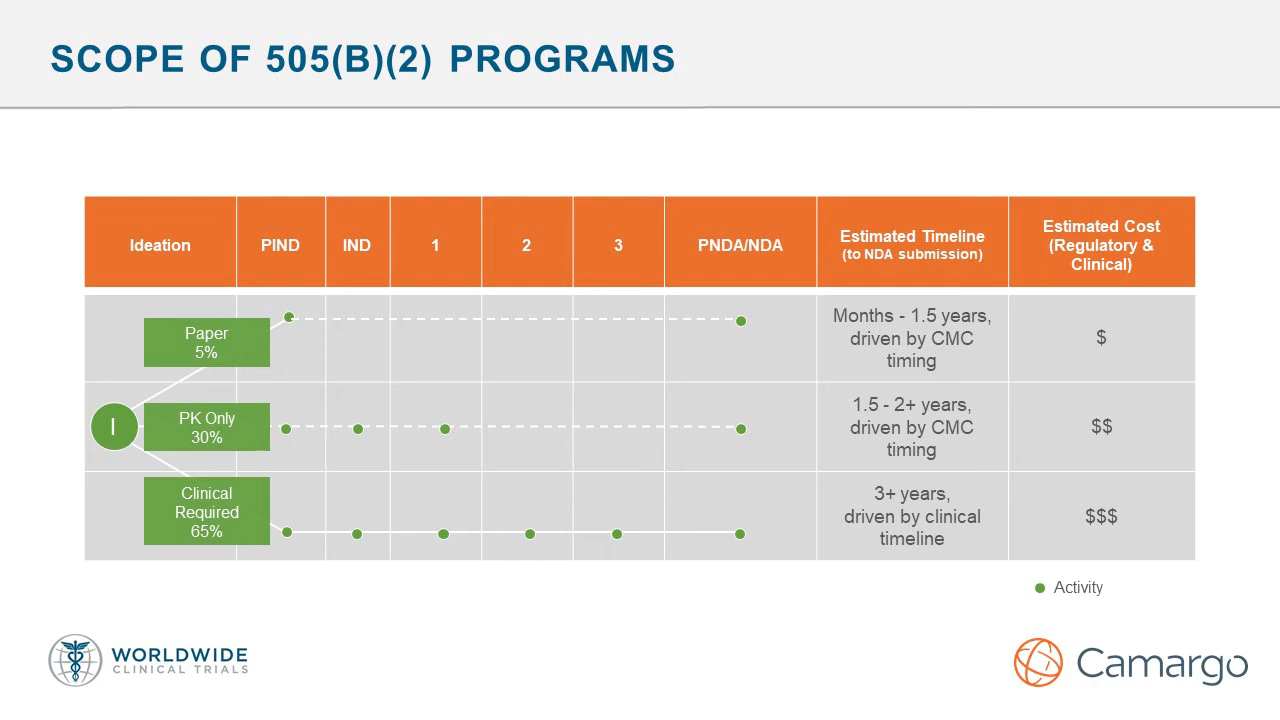 SCOPE OF 505(B)(2) PROGRAMS
Ideation
PIND
IND
1
2
3
PNDA/NDA
Estimated Timeline
(to NDA submission)
Estimated Cost
(Regulatory &
Clinical)
Paper
5%
Months - 1.5 years,
driven by CMC
timing
$
I
PK Only
30%
1.5 - 2+ years,
driven by CMC
timing
$$
Clinical
Required
65%
3+ years,
driven by clinical
timeline
$$$
Activity
WORLDWIDE
CLINICAL TRIALS
Camargo